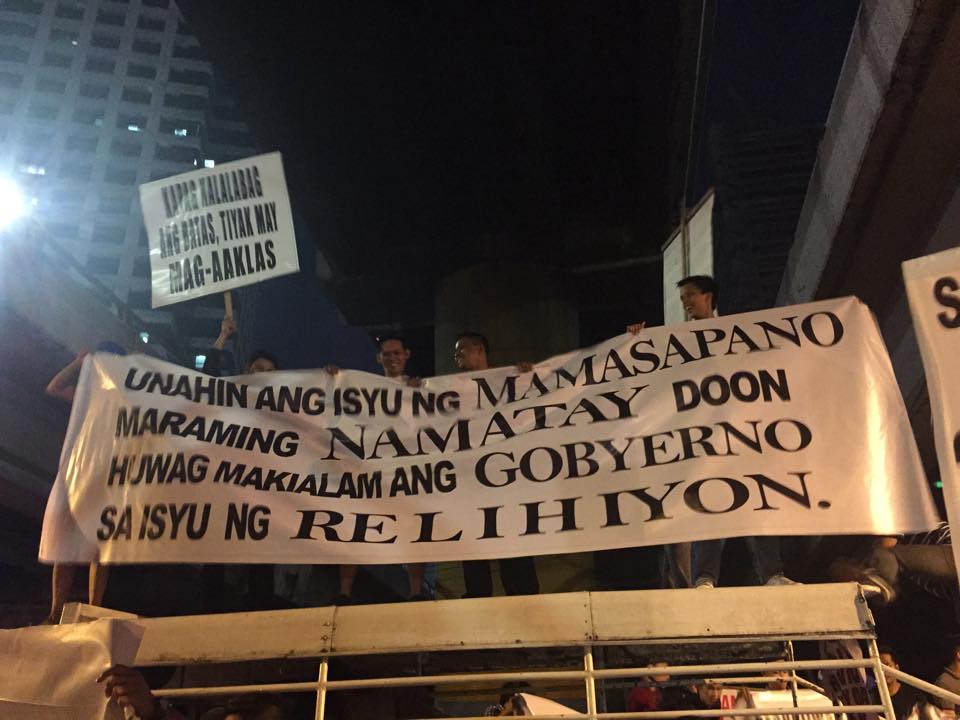 KAPAG NALALABAG
ANG BATAS, TIYAK MAY
MAG-AAKLAS
UNAHIN ANG ISYU NG MAMASAPANO
MARAMING NAMATAY DOON
HUWAG MAKIALAM ANG GOBYERNO
SA ISYU NG RELIHIYON.
S